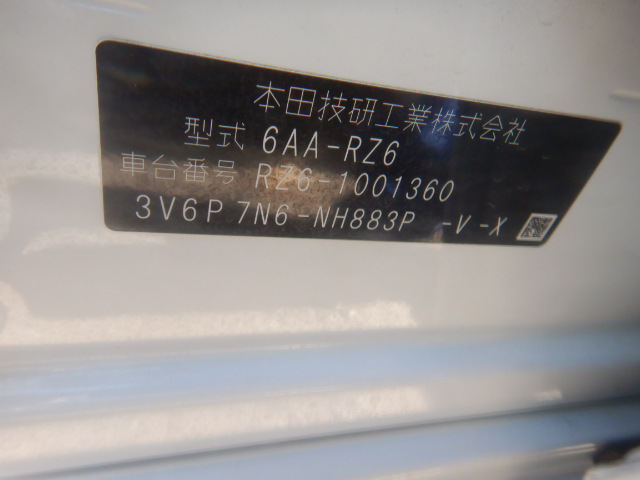 本田技研工業株式会社
型式 6AA-RZ6
車台番号 RZ6-1001360
3V6P 7N6-NH883P -V -X